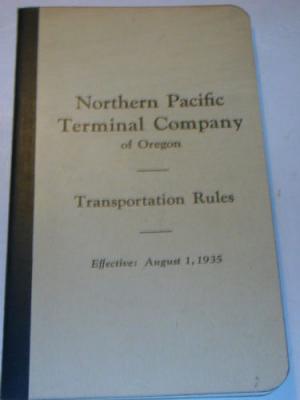 Northern Pacific
Terminal Company
of Oregon
Transportation Rules
Effective: August 1, 1935